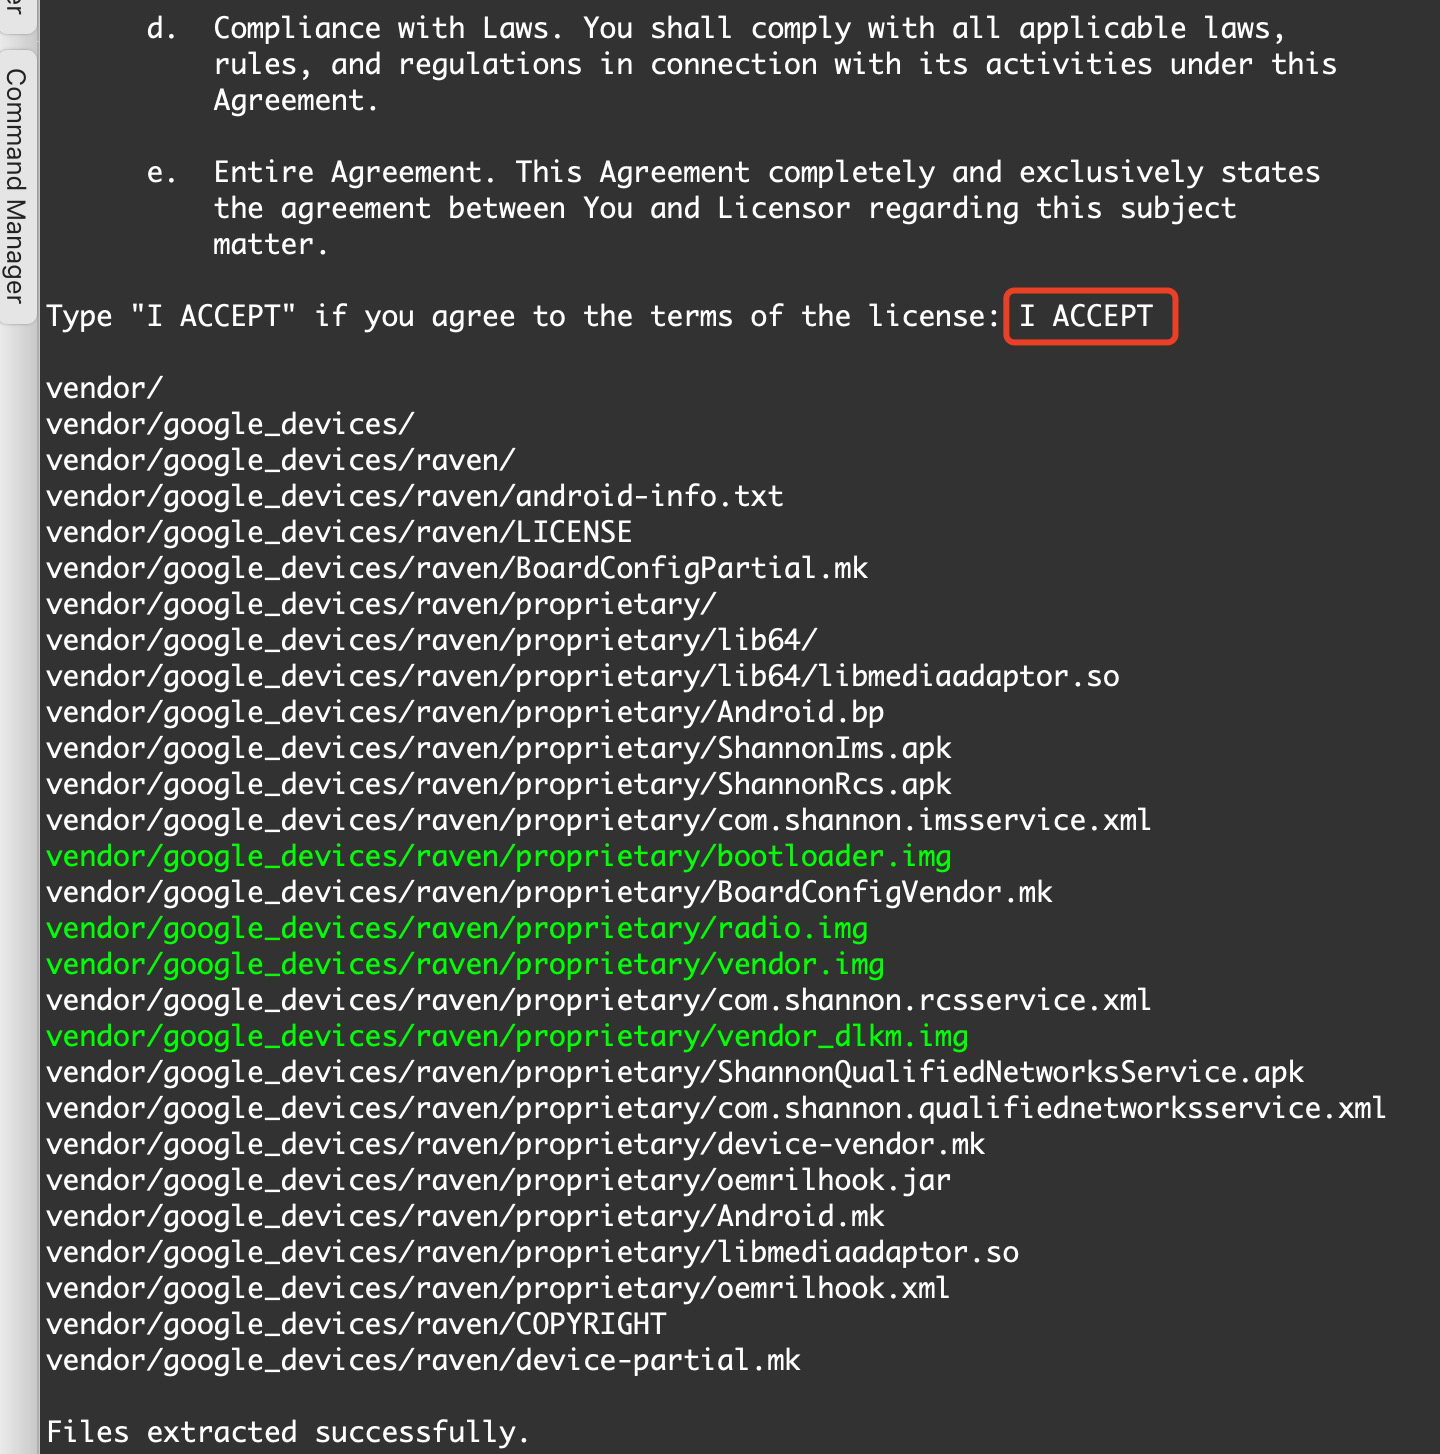 er
Command Manager
d. Compliance with Laws. You shall comply with all applicable laws,
rules, and regulations in connection with its activities under this
Agreement.
e. Entire Agreement. This Agreement completely and exclusively states
the agreement between You and Licensor regarding this subject
matter.
Type "I ACCEPT" if you agree to the terms of the license: I ACCEPT
vendor/
vendor/google_devices/
vendor/google_devices/raven/
vendor/google_devices/raven/android-info.txt
vendor/google_devices/raven/LICENSE
vendor/google_devices/raven/BoardConfigPartial.mk
vendor/google_devices/raven/proprietary/
vendor/google_devices/raven/proprietary/lib64/
vendor/google_devices/raven/proprietary/lib64/libmediaadaptor.so
vendor/google_devices/raven/proprietary/Android.bp
vendor/google_devices/raven/proprietary/ShannonIms.apk
vendor/google_devices/raven/proprietary/ShannonRcs.apk
vendor/google_devices/raven/proprietary/com.shannon.imsservice.xml
vendor/google_devices/raven/proprietary/bootloader.img
vendor/google_devices/raven/proprietary/BoardConfigVendor.mk
vendor/google_devices/raven/proprietary/radio.img
vendor/google_devices/raven/proprietary/vendor.img
vendor/google_devices/raven/proprietary/com.shannon.rcsservice.xml
vendor/google_devices/raven/proprietary/vendor_dlkm.img
vendor/google_devices/raven/proprietary/ShannonQualifiedNetworksService.apk
vendor/google_devices/raven/proprietary/com.shannon.qualifiednetworksservice.xml
vendor/google_devices/raven/proprietary/device-vendor.mk
vendor/google_devices/raven/proprietary/oemrilhook.jar
vendor/google_devices/raven/proprietary/Android.mk
vendor/google_devices/raven/proprietary/libmediaadaptor.so
vendor/google_devices/raven/proprietary/oemrilhook.xml
vendor/google_devices/raven/COPYRIGHT
vendor/google_devices/raven/device-partial.mk
Files extracted successfully.